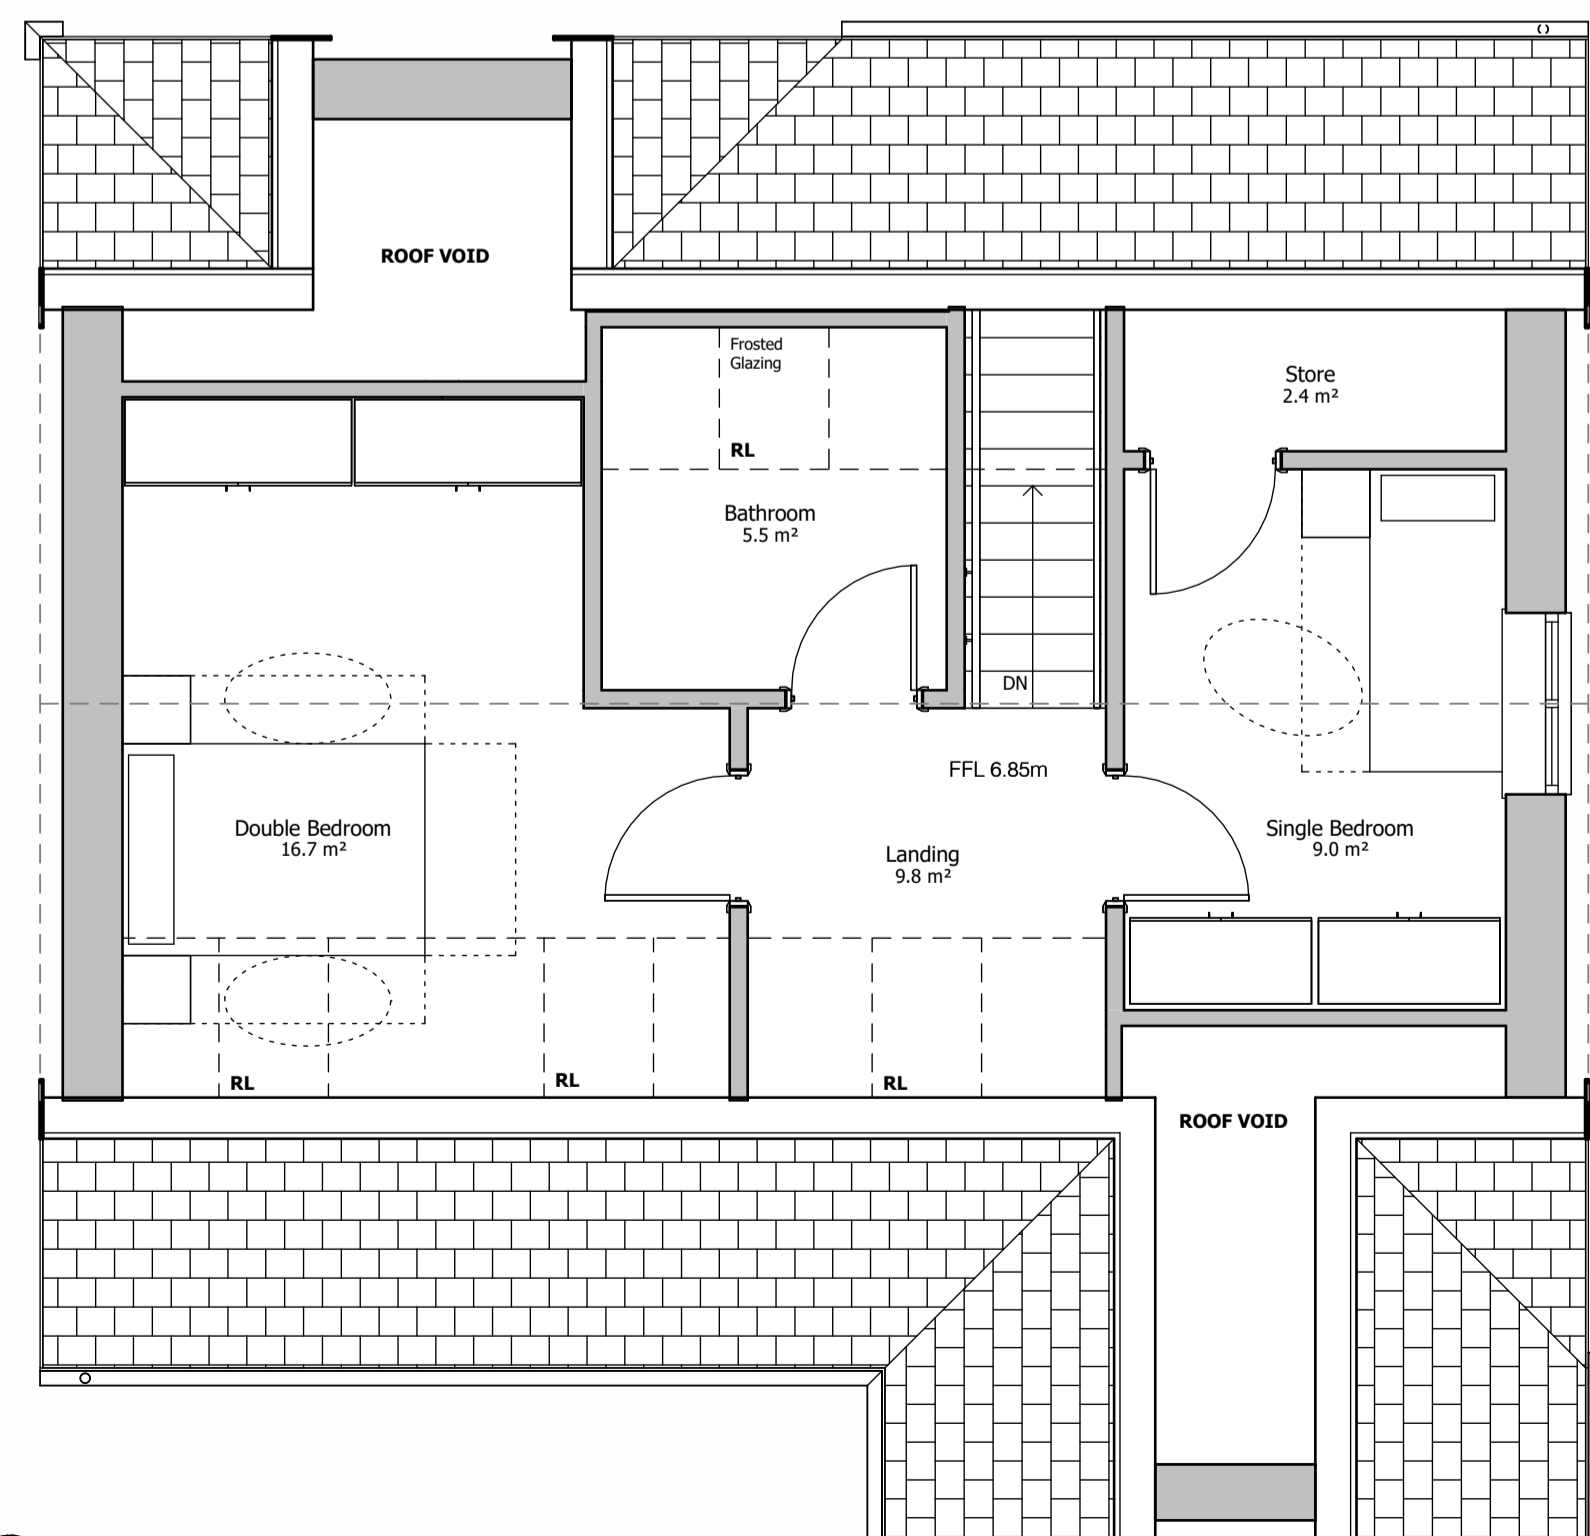 ROOF VOID
Frosted
Glazing
RL
Store
2.4 m²
Bathroom
5.5 m²
DN
FFL 6.85m
Double Bedroom
16.7 m²
Landing
9.8 m²
Single Bedroom
9.0 m²
RL
RL
RL
ROOF VOID